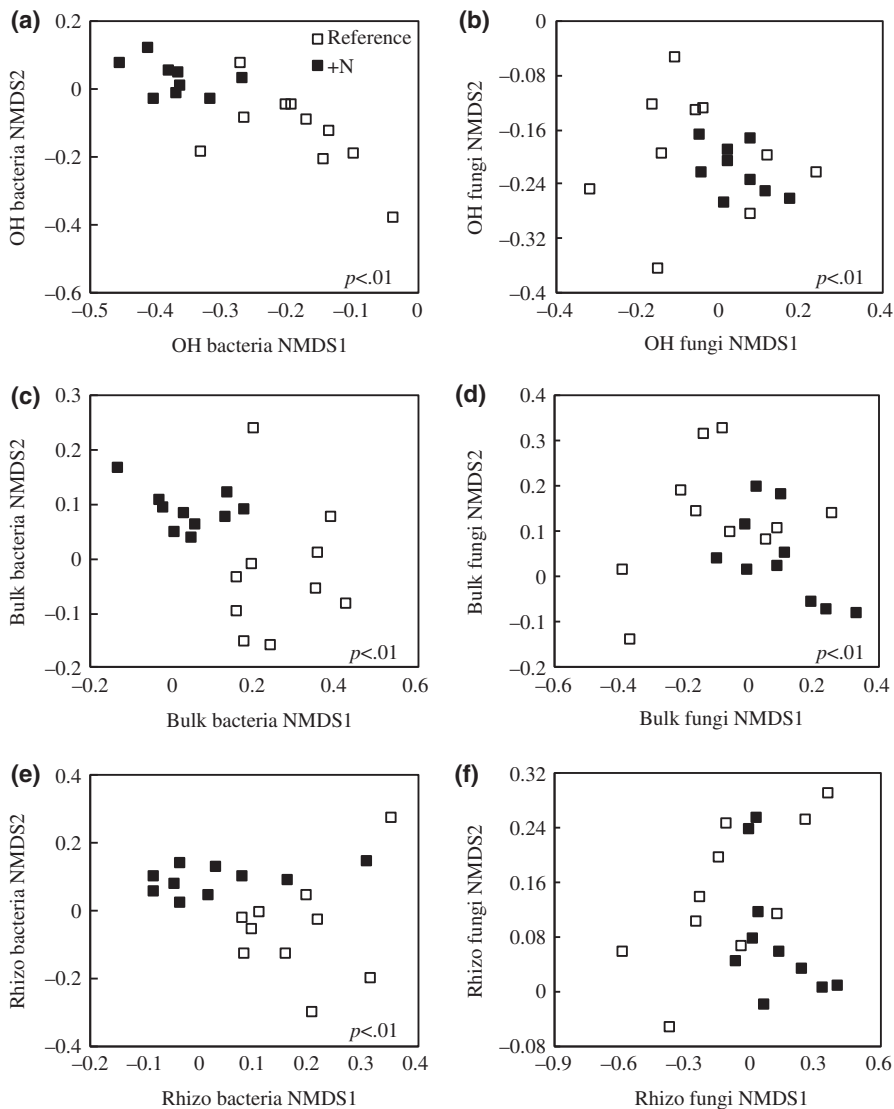 (a)
0.2
0
−0.2
−0.4
−0.6
OH bacteria NMDS2
Reference
+N
p<.01
−0.5 −0.4 −0.3 −0.2 −0.1 0
OH bacteria NMDS1
(b)
0
−0.08
−0.16
−0.24
−0.32
−0.4
OH fungi NMDS2
p<.01
−0.4 −0.2 0 0.2 0.4
OH fungi NMDS1
(c)
0.3
0.2
0.1
0
−0.1
−0.2
Bulk bacteria NMDS2
p<.01
−0.2 0 0.2 0.4 0.6
Bulk bacteria NMDS1
(d)
0.4
0.3
0.2
0.1
0
−0.1
−0.2
Bulk fungi NMDS2
p<.01
−0.6 −0.4 −0.2 0 0.2 0.4
Bulk fungi NMDS1
(e)
0.4
0.2
0
−0.2
−0.4
Rhizo bacteria NMDS2
p<.01
−0.2 −0.1 0 0.1 0.2 0.3 0.4
Rhizo bacteria NMDS1
(f)
0.32
0.24
0.16
0.08
0
−0.08
Rhizo fungi NMDS2
−0.9 −0.6 −0.3 0 0.3 0.6
Rhizo fungi NMDS1